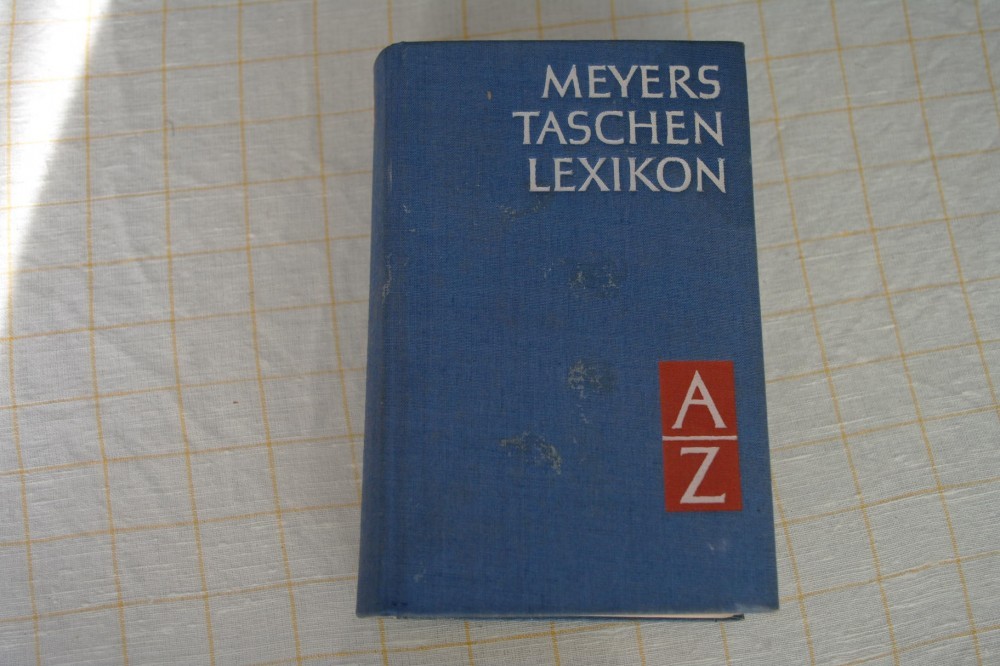 MEYERS
TASCHEN
LEXIKON
A
Z